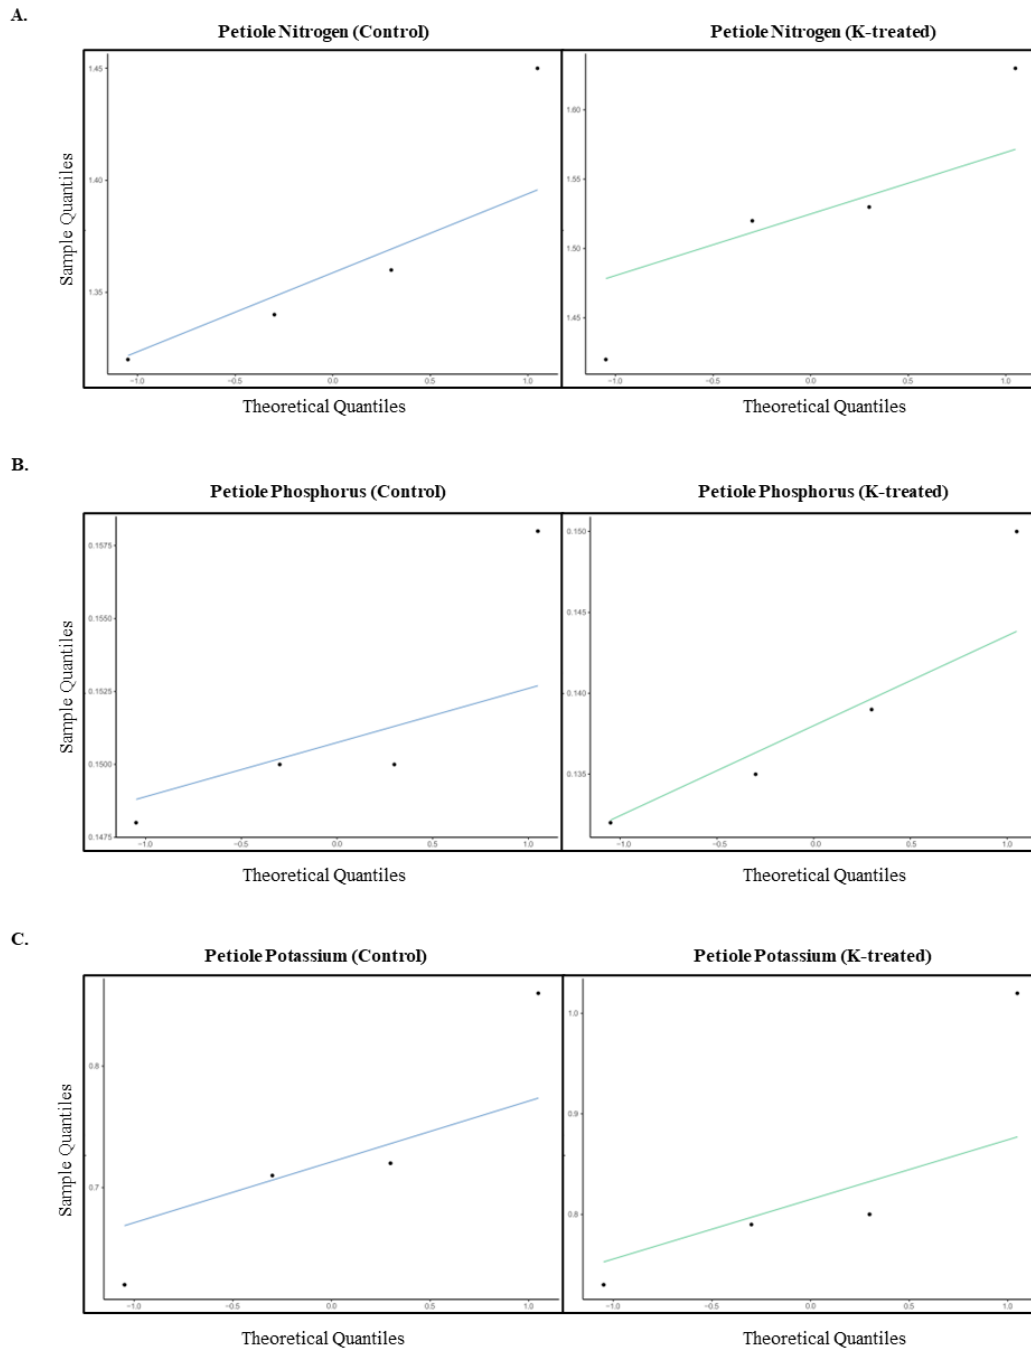 A.
Petiole Nitrogen (Control) Petiole Nitrogen (K-treated)
Sample Quantiles
1.45
1.40
1.35
−1.0 −0.5 0.0 0.5 1.0
1.60
1.55
1.50
1.45
−1.0 −0.5 0.0 0.5 1.0
Theoretical Quantiles Theoretical Quantiles
B.
Petiole Phosphorus (Control) Petiole Phosphorus (K-treated)
Sample Quantiles
0.1575
0.1550
0.1525
0.1500
0.1475
−1.0 −0.5 0.0 0.5 1.0
0.150
0.145
0.140
0.135
−1.0 −0.5 0.0 0.5 1.0
Theoretical Quantiles Theoretical Quantiles
C.
Petiole Potassium (Control) Petiole Potassium (K-treated)
Sample Quantiles
0.8
0.7
−1.0 −0.5 0.0 0.5 1.0
1.0
0.9
0.8
−1.0 −0.5 0.0 0.5 1.0
Theoretical Quantiles Theoretical Quantiles